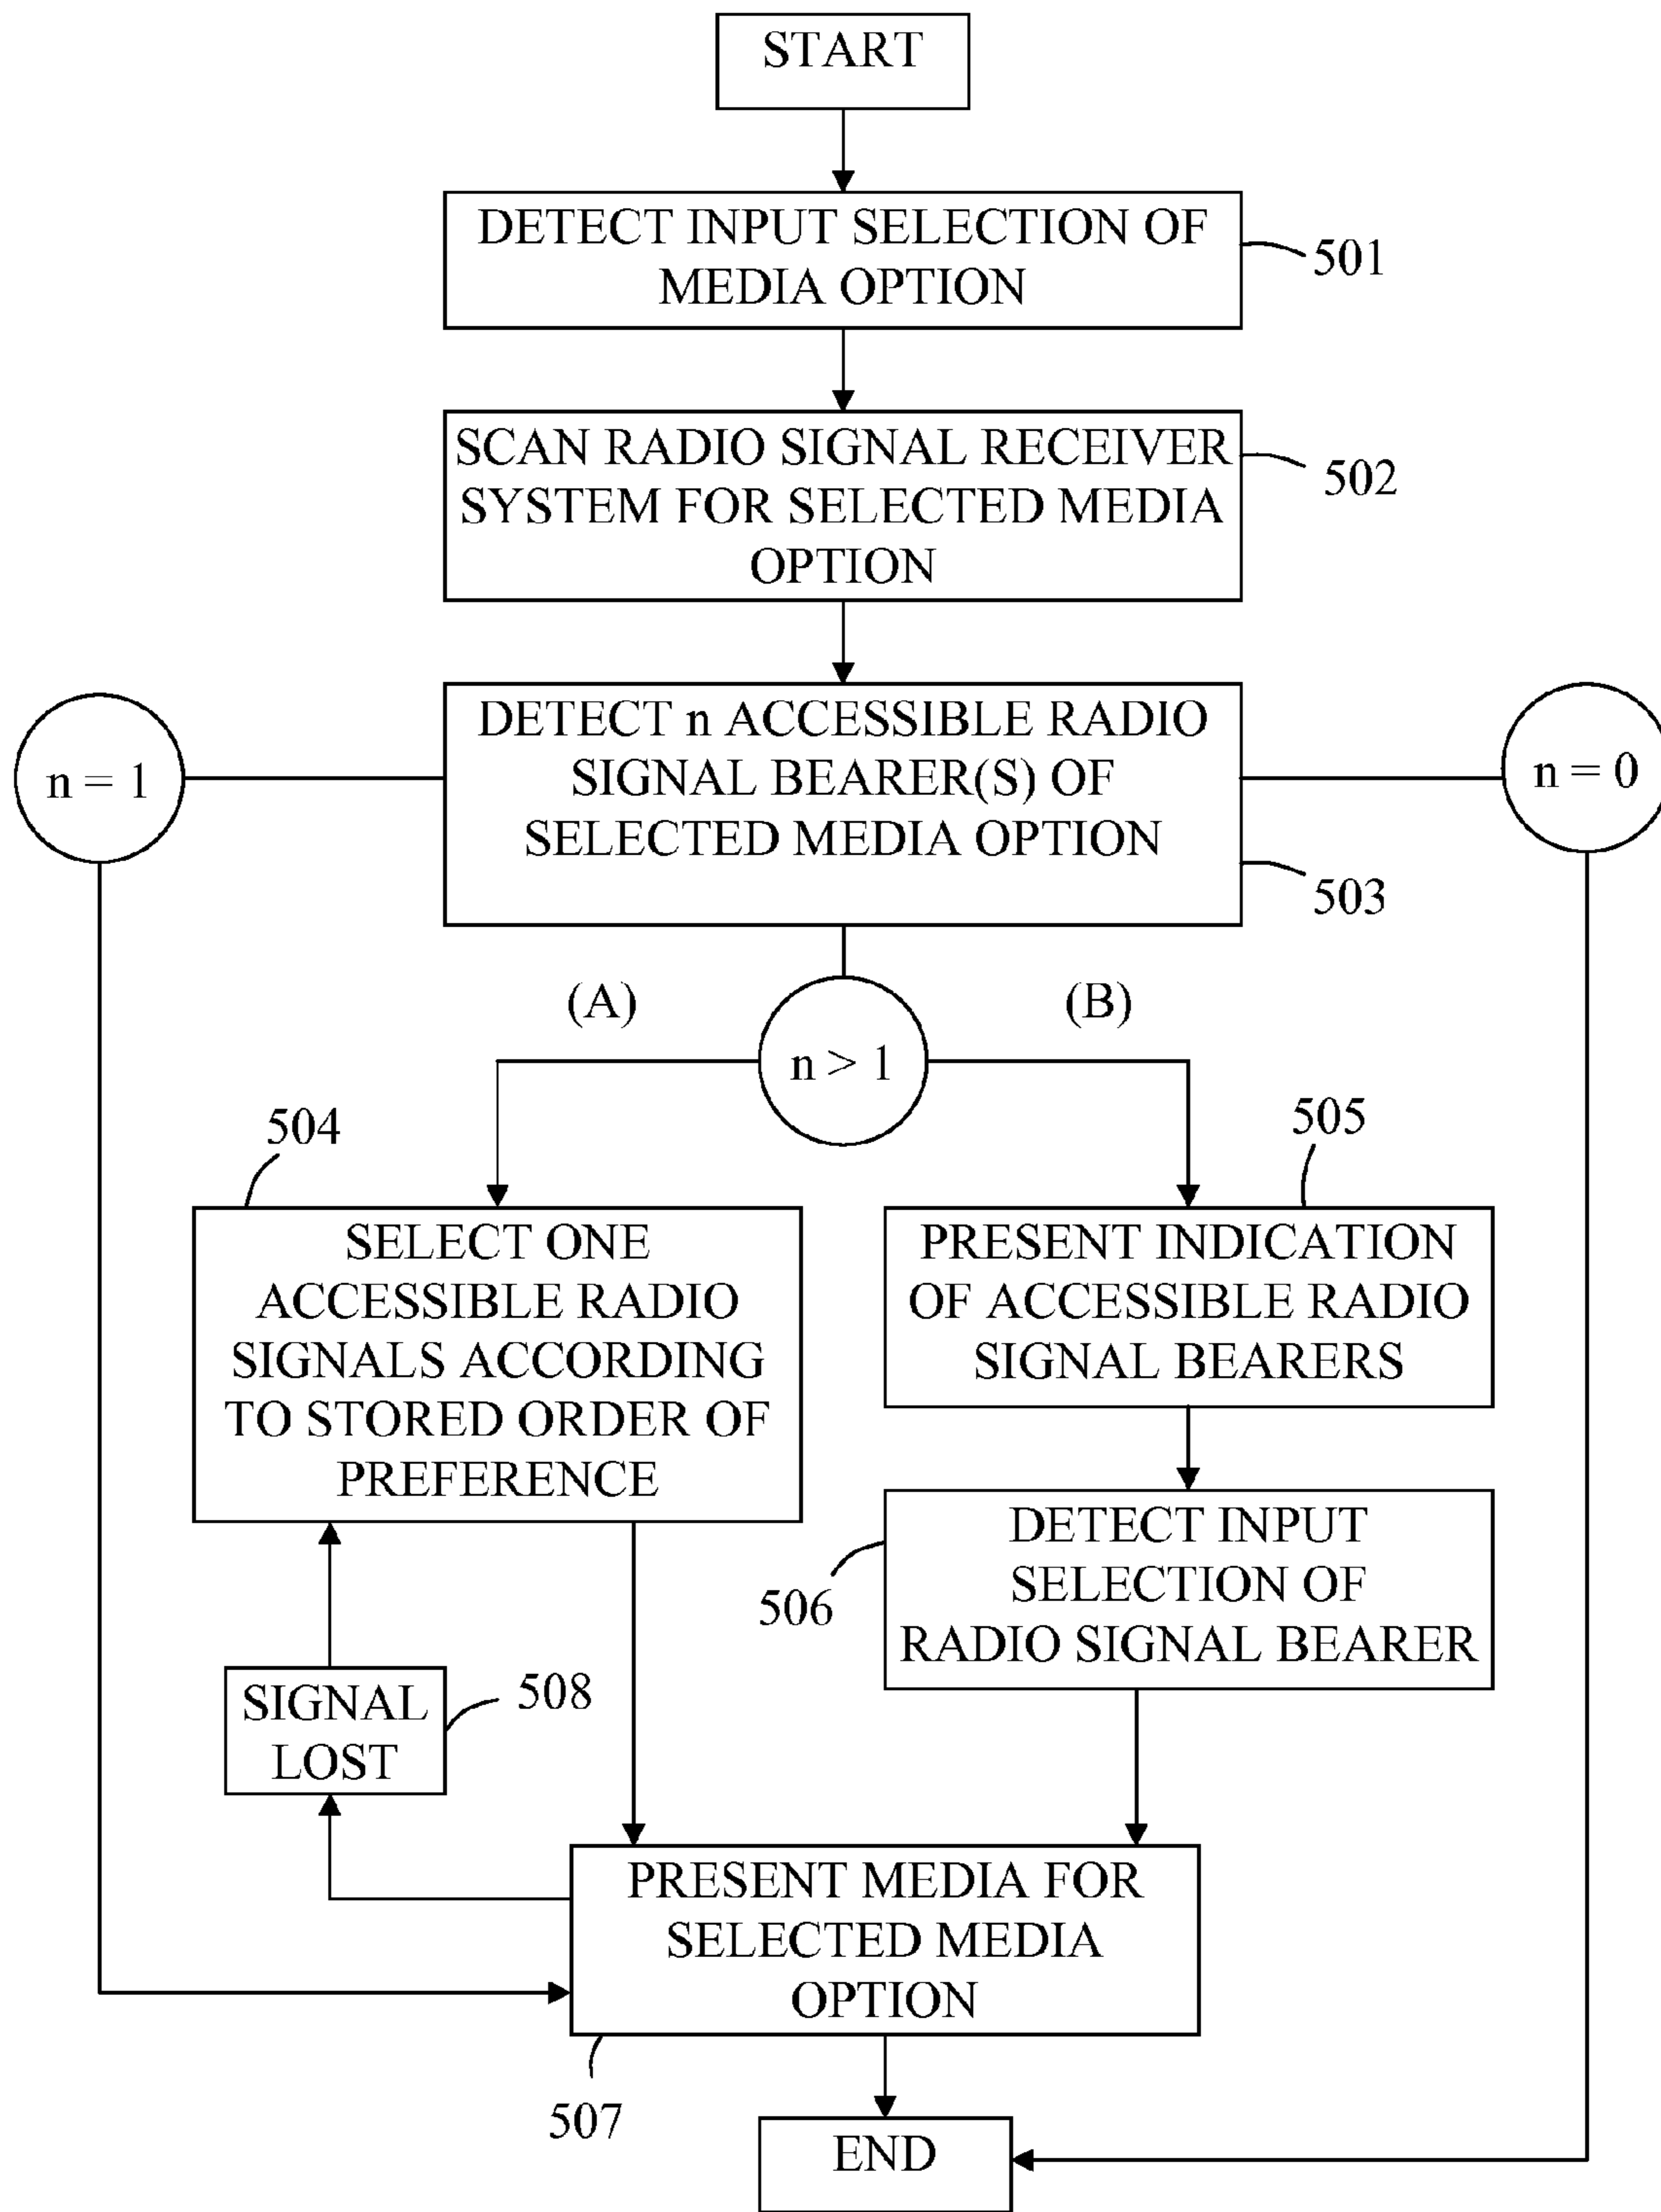 START
DETECT INPUT SELECTION OF
MEDIA OPTION
501
SCAN RADIO SIGNAL RECEIVER
SYSTEM FOR SELECTED MEDIA
OPTION
502
n = 1
DETECT n ACCESSIBLE RADIO
SIGNAL BEARER(S) OF
SELECTED MEDIA OPTION
n = 0
503
(A)
(B)
n > 1
504
505
SELECT ONE
ACCESSIBLE RADIO
SIGNALS ACCORDING
TO STORED ORDER OF
PREFERENCE
PRESENT INDICATION
OF ACCESSIBLE RADIO
SIGNAL BEARERS
DETECT INPUT
SELECTION OF
RADIO SIGNAL BEARER
506
SIGNAL
LOST
508
PRESENT MEDIA FOR
SELECTED MEDIA
OPTION
507
END